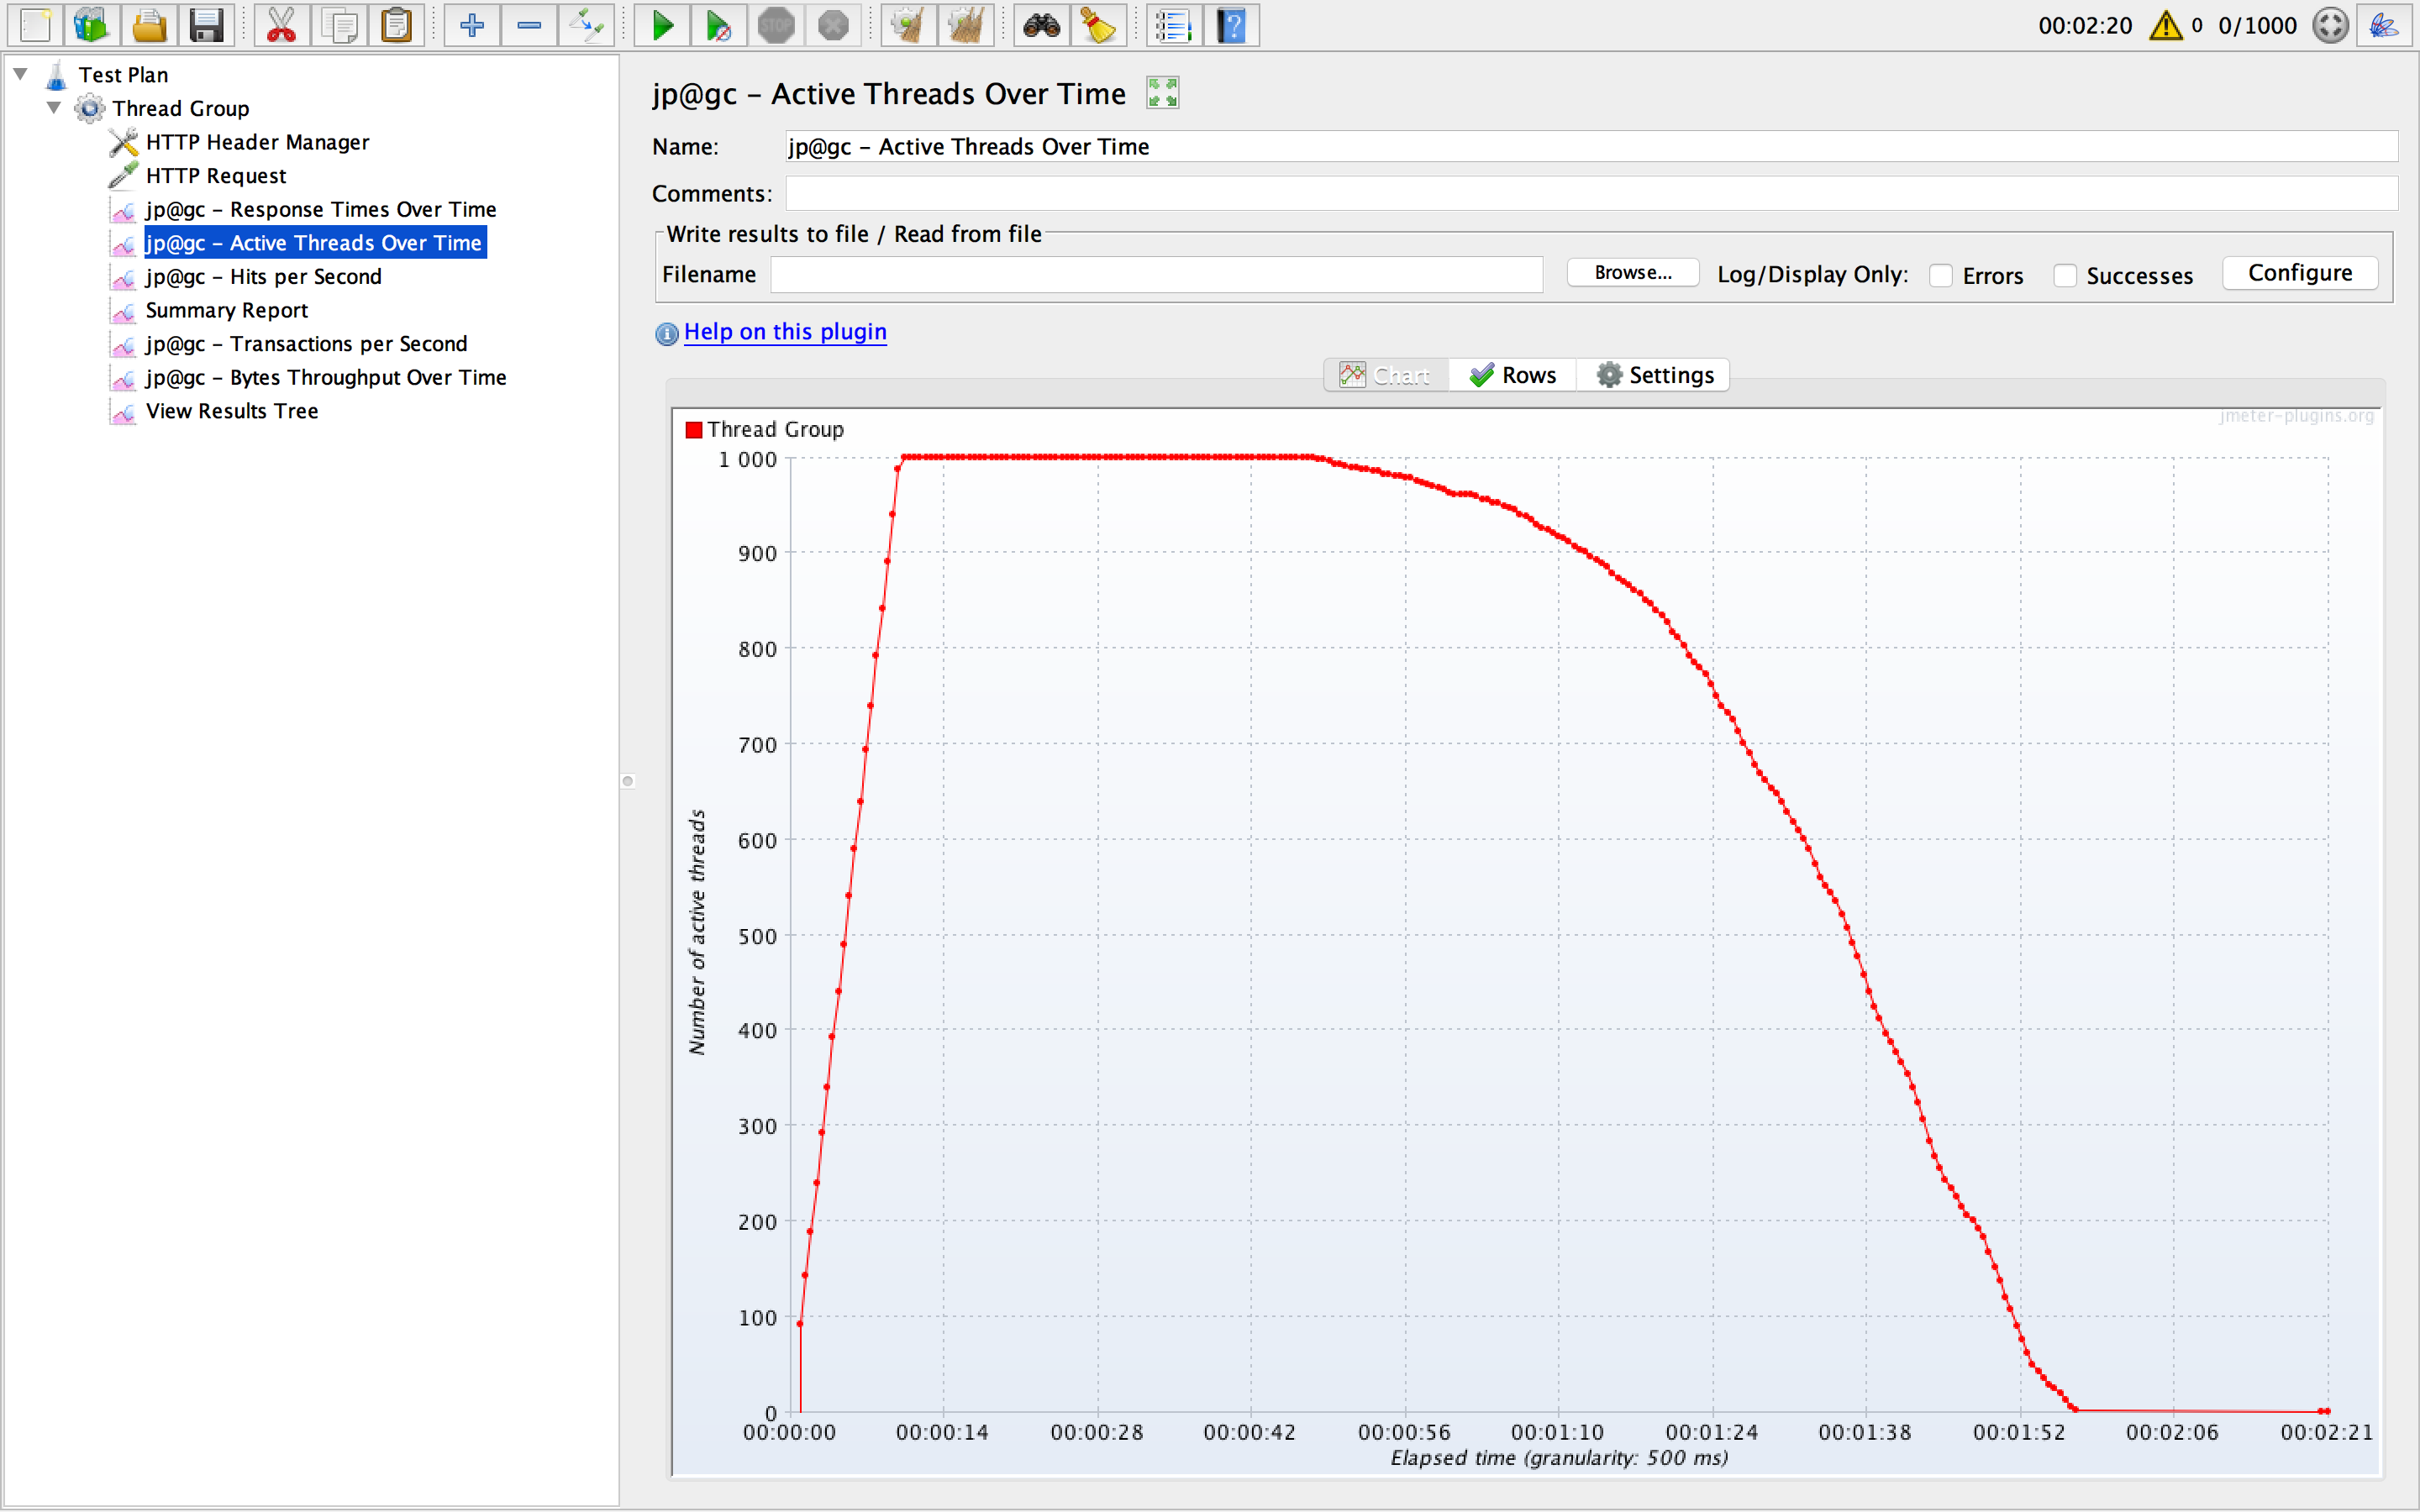 STOP
00:02:20 0 0/1000
Test Plan
Thread Group
HTTP Header Manager
HTTP Request
jp@gc - Response Times Over Time
jp@gc - Active Threads Over Time
jp@gc - Hits per Second
Summary Report
jp@gc - Transactions per Second
jp@gc - Bytes Throughput Over Time
View Results Tree
jp@gc - Active Threads Over Time
Name: jp@gc - Active Threads Over Time
Comments:
Write results to file / Read from file
Filename Browse... Log/Display Only: Errors Successes Configure
Help on this plugin
Chart Rows Settings
jmeter-plugins.org
Thread Group
1 000
900
800
700
600
500
400
300
200
100
0
Number of active threads
00:00:00 00:00:14 00:00:28 00:00:42 00:00:56 00:01:10 00:01:24 00:01:38 00:01:52 00:02:06 00:02:21
Elapsed time (granularity: 500 ms)